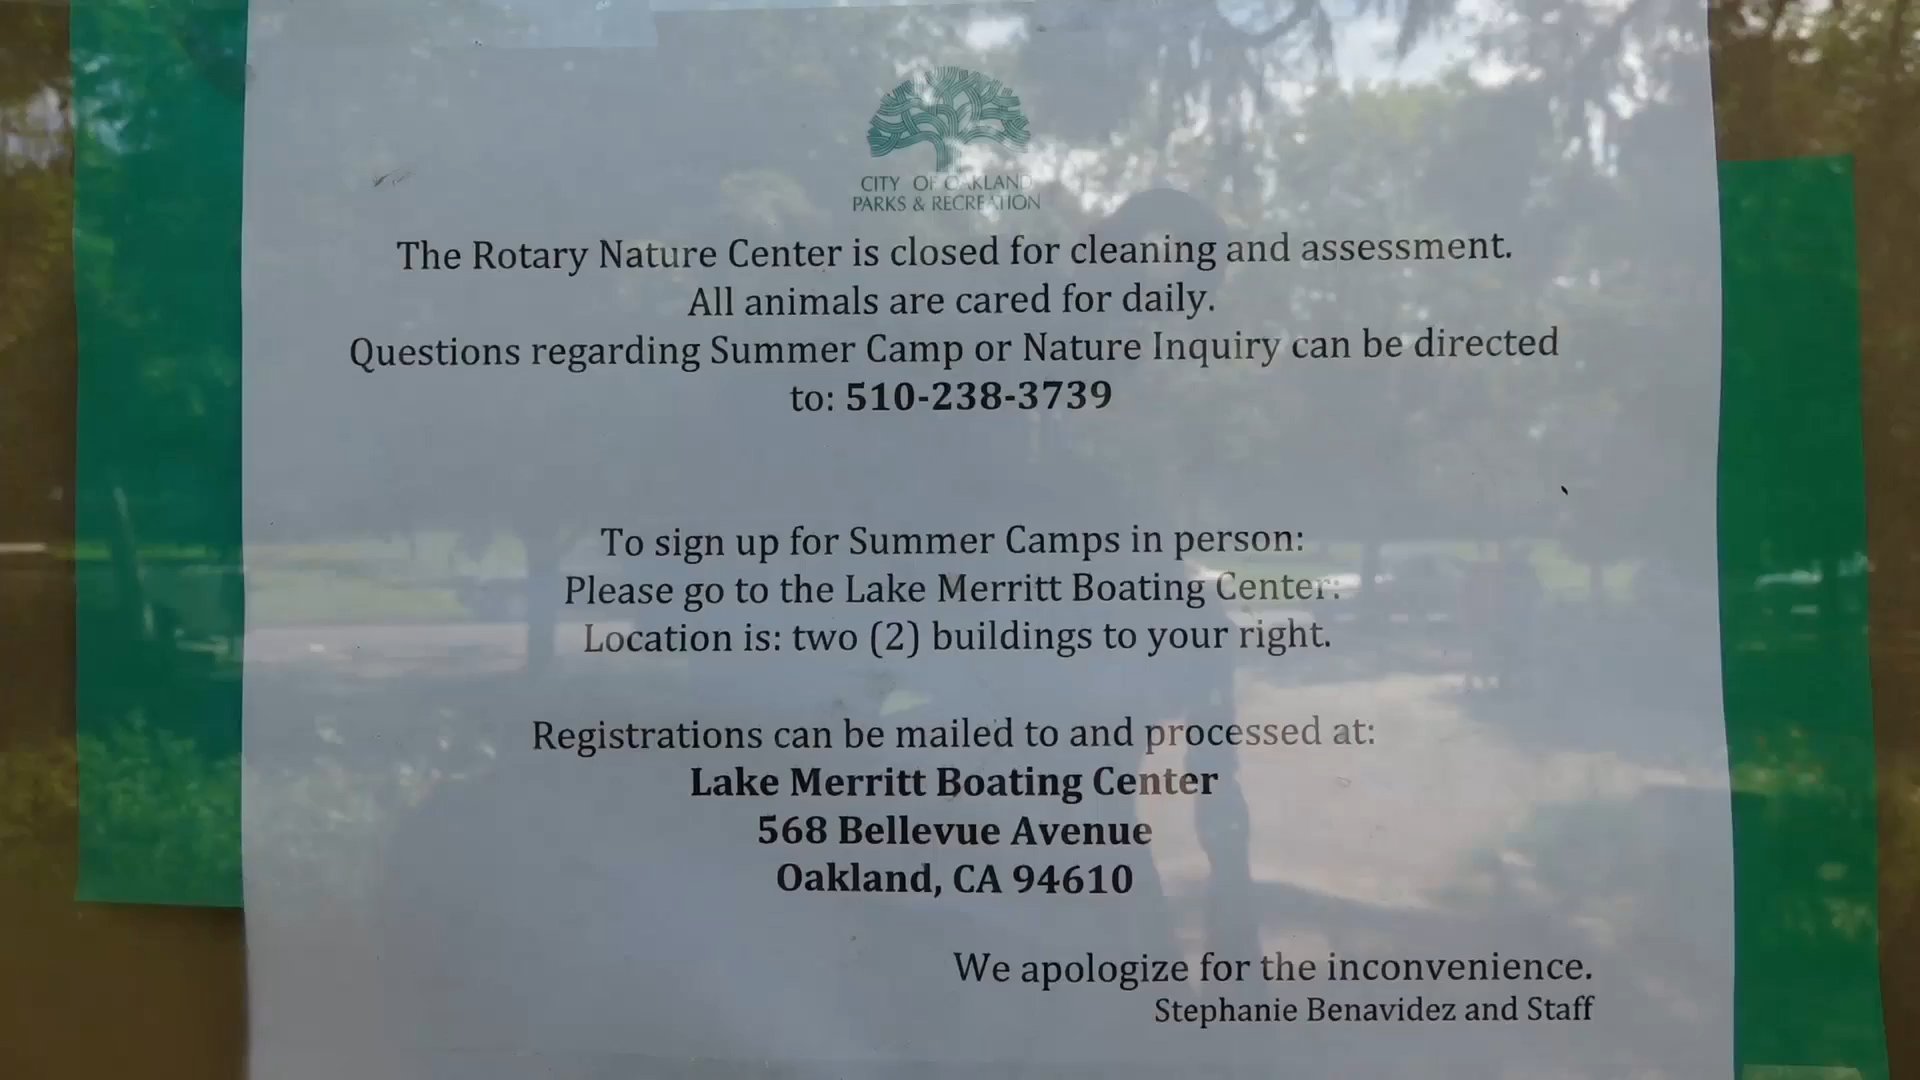 CITY OF OAKLAND
PARKS & RECREATION
The Rotary Nature Center is closed for cleaning and assessment.
All animals are cared for daily.
Questions regarding Summer Camp or Nature Inquiry can be directed
to: 510-238-3739
To sign up for Summer Camps in person:
Please go to the Lake Merritt Boating Center:
Location is: two (2) buildings to your right.
Registrations can be mailed to and processed at:
Lake Merritt Boating Center
568 Bellevue Avenue
Oakland, CA 94610
We apologize for the inconvenience.
Stephanie Benavidez and Staff